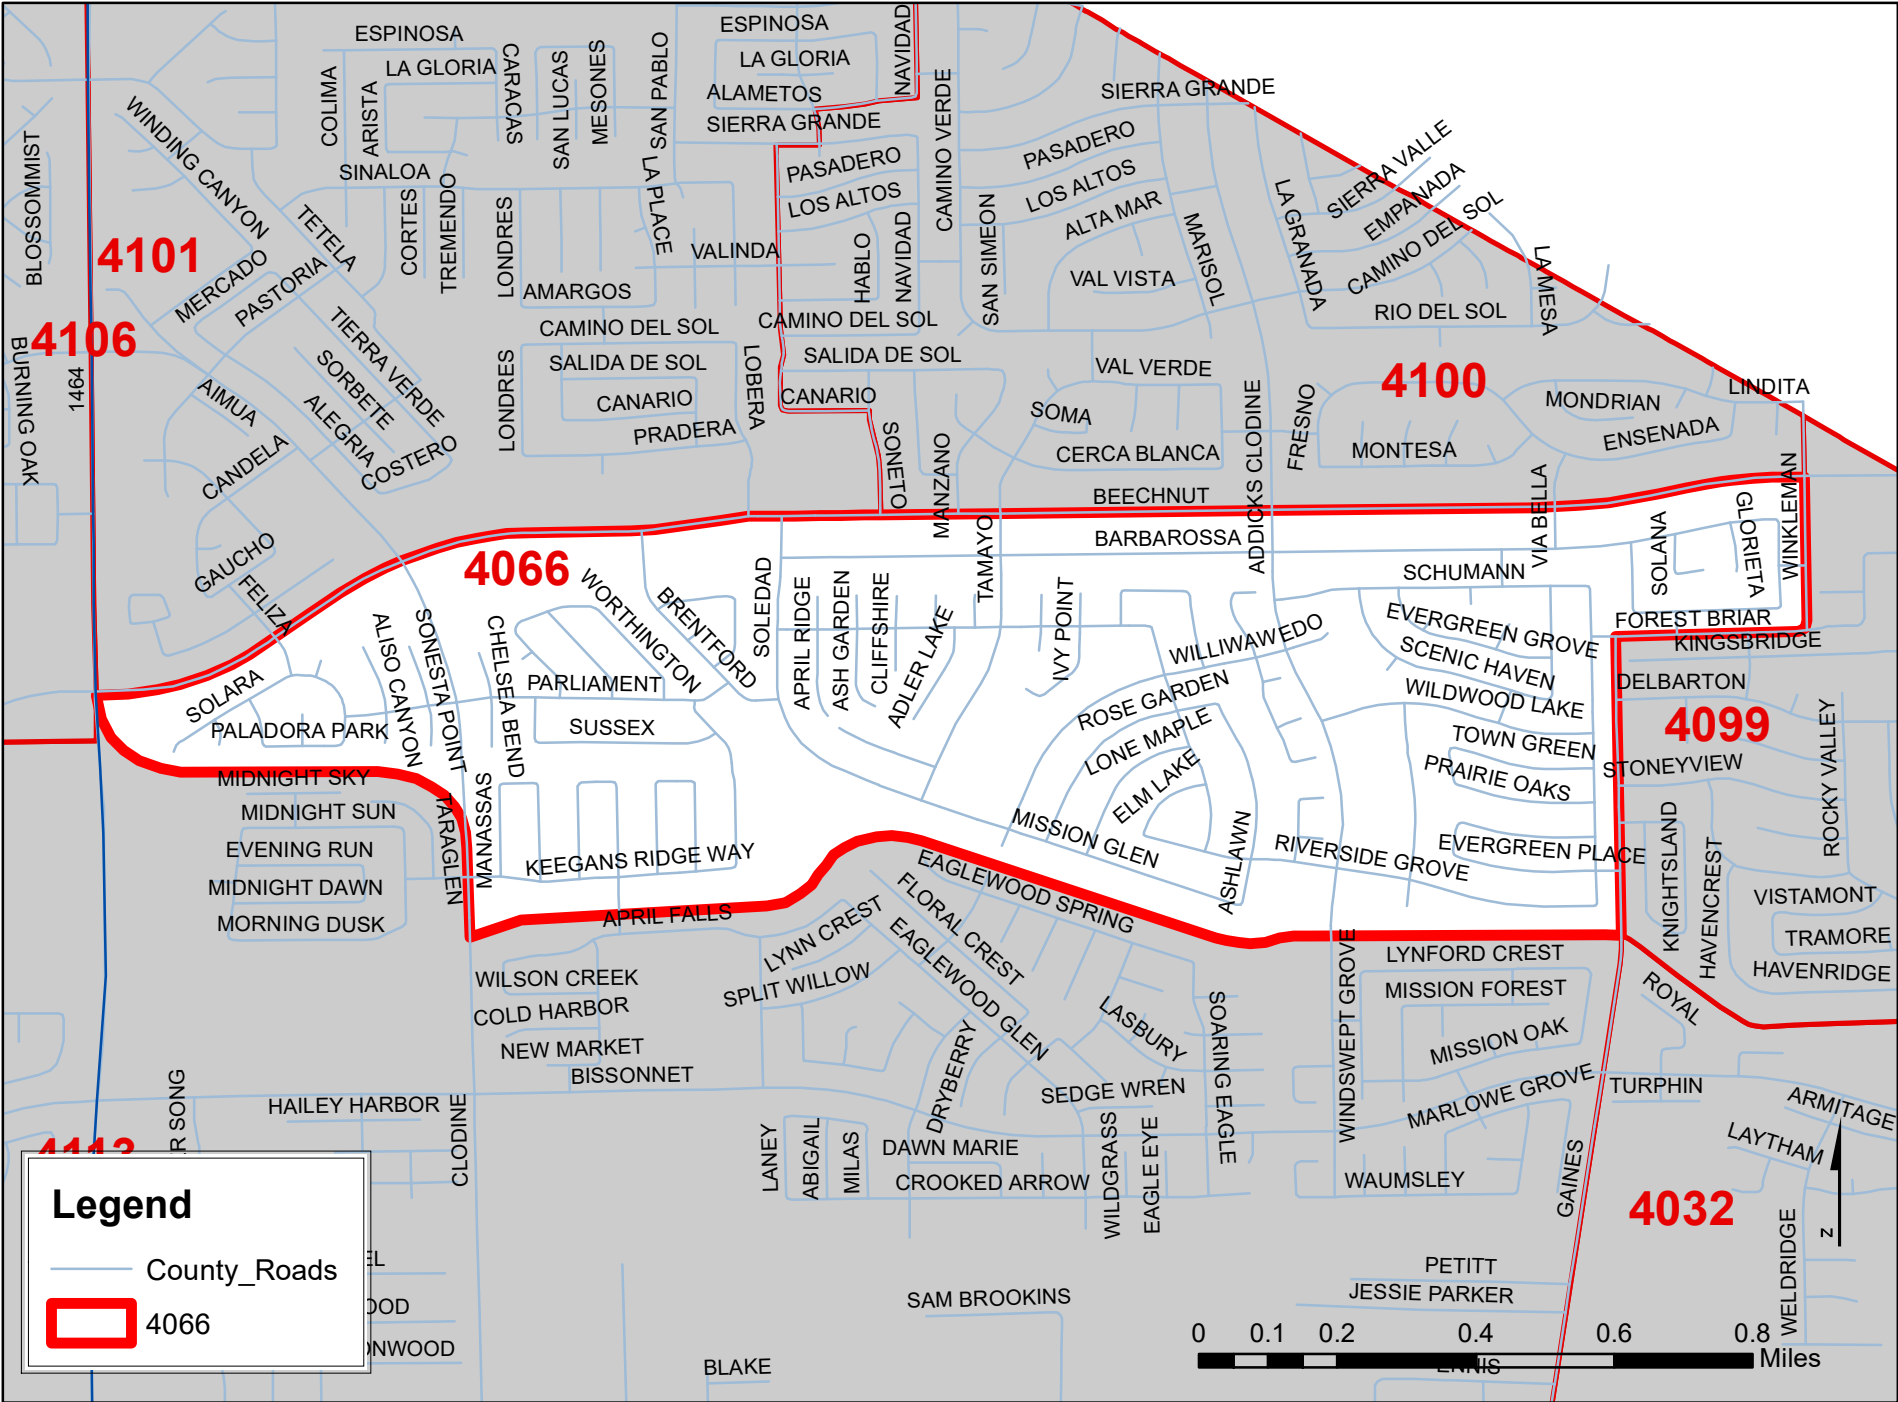 ESPINOSA
LA GLORIA
COLIMA
ARISTA
CARACAS
SAN LUCAS
MESONES
SAN PABLO
ESPINOSA
LA GLORIA
ALAMETOS
SIERRA GRANDE
NAVIDAD
CAMINO VERDE
SIERRA GRANDE
BLOSSOMMIST
WINDING CANYON
SINALOA
LA PLACE
PASADERO
LOS ALTOS
PASADERO
LOS ALTOS
ALTA MAR
SIERRA VALLE
EMPANADA
CAMINO DEL SOL
4101
MERCADO
PASTORIA
TETELA
CORTES
TREMENDO
LONDRES
AMARGOS
VALINDA
HABLO
NAVIDAD
SAN SIMEON
VAL VISTA
MARISOL
LA GRANADA
LA MESA
RIO DEL SOL
4106
BURNING OAK
1464
TIERRA VERDE
SORBETE
ALEGRIA
COSTERO
AIMUA
CANDELA
CAMINO DEL SOL
SALIDA DE SOL
CANARIO
PRADERA
LONDRES
LOBERA
CAMINO DEL SOL
SALIDA DE SOL
CANARIO
SONETO
MANZANO
VAL VERDE
SOMA
CERCA BLANCA
ADDICKS CLODINE
FRESNO
4100
MONDRIAN
ENSENADA
MONTESA
LINDITA
WINKLEMAN
BEECHNUT
BARBAROSSA
VIA BELLA
SOLANA
GLORIETA
GAUCHO
FELIZA
4066
WORTHINGTON
BRENTFORD
SOLEDAD
APRIL RIDGE
ASH GARDEN
CLIFFSHIRE
ADLER LAKE
TAMAYO
IVY POINT
SCHUMANN
EVERGREEN GROVE
SCENIC HAVEN
WILDWOOD LAKE
FOREST BRIAR
KINGSBRIDGE
WILLIWAW
EDO
SOLARA
PALADORA PARK
ALISO CANYON
SONESTA POINT
CHELSEA BEND
PARLIAMENT
SUSSEX
ROSE GARDEN
LONE MAPLE
ELM LAKE
TOWN GREEN
PRAIRIE OAKS
DELBARTON
4099
STONEYVIEW
ROCKY VALLEY
MIDNIGHT SKY
MIDNIGHT SUN
EVENING RUN
MIDNIGHT DAWN
MORNING DUSK
TARAGLEN
MANASSAS
KEEGANS RIDGE WAY
APRIL FALLS
MISSION GLEN
ASHLAWN
RIVERSIDE GROVE
EVERGREEN PLACE
KNIGHTSLAND
HAVENCREST
VISTAMONT
TRAMORE
HAVENRIDGE
EAGLEWOOD SPRING
FLORAL CREST
EAGLEWOOD GLEN
LYNN CREST
SPLIT WILLOW
WILSON CREEK
COLD HARBOR
NEW MARKET
BISSONNET
LASBURY
SOARING EAGLE
WINDSWEPT GROVE
LYNFORD CREST
MISSION FOREST
MISSION OAK
MARLOWE GROVE
ROYAL
TURPHIN
ARMITAGE
LAYTHAM
HAILEY HARBOR
CLODINE
DRYBERRY
SEDGE WREN
LANEY
ABIGAIL
MILAS
DAWN MARIE
CROOKED ARROW
WILDGRASS
EAGLE EYE
WAUMSLEY
GAINES
4032
WELDRIDGE
Z
4113
R SONG
EL
OOD
ONWOOD
Legend
County_Roads
4066
BLAKE
SAM BROOKINS
PETITT
JESSIE PARKER
ENNIS
0 0.1 0.2 0.4 0.6 0.8
Miles